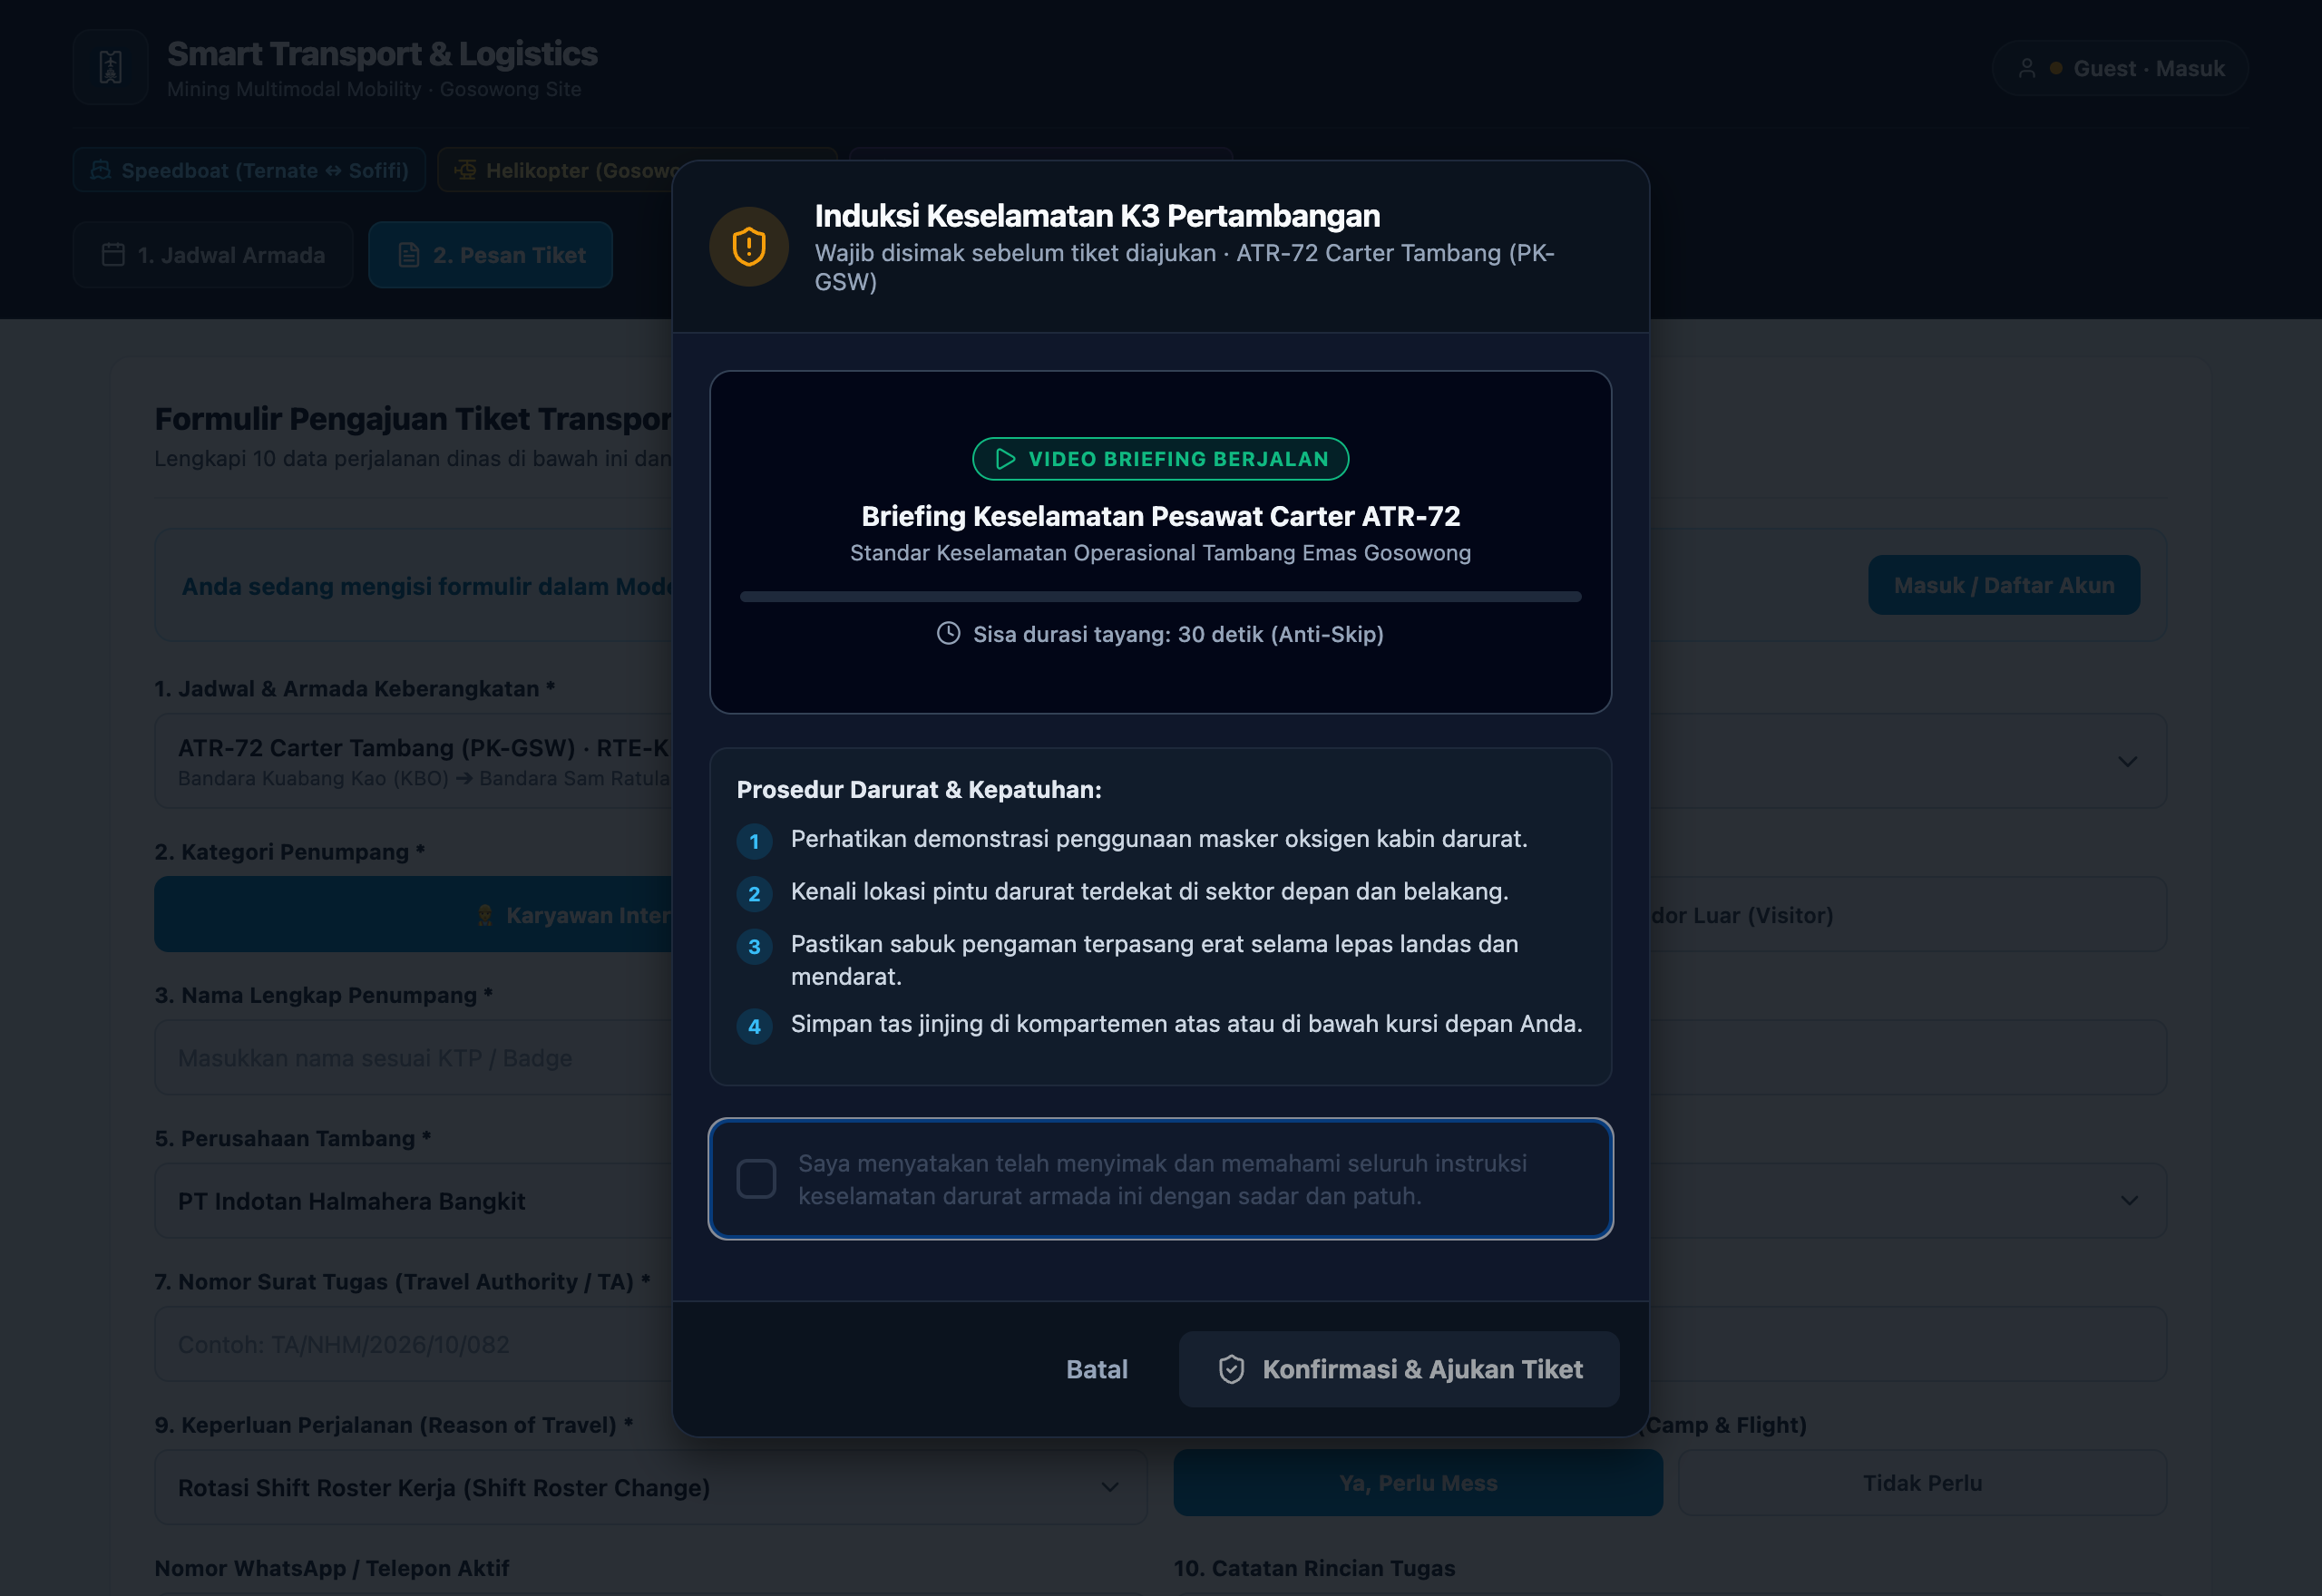 Smart Transport & Logistics
Mining Multimodal Mobility · Gosowong Site
Guest · Masuk
Speedboat (Ternate ↔ Sofifi)
Helikopter
1. Jadwal Armada
2. Pesan Tiket
Induksi Keselamatan K3 Pertambangan
Wajib disimak sebelum tiket diajukan · ATR-72 Carter Tambang (PK-
GSW)
VIDEO BRIEFING BERJALAN
Briefing Keselamatan Pesawat Carter ATR-72
Standar Keselamatan Operasional Tambang Emas Gosowong
Sisa durasi tayang: 30 detik (Anti-Skip)
Prosedur Darurat & Kepatuhan:
1 Perhatikan demonstrasi penggunaan masker oksigen kabin darurat.
2 Kenali lokasi pintu darurat terdekat di sektor depan dan belakang.
3 Pastikan sabuk pengaman terpasang erat selama lepas landas dan
mendarat.
4 Simpan tas jinjing di kompartemen atas atau di bawah kursi depan Anda.
Saya menyatakan telah menyimak dan memahami seluruh instruksi
keselamatan darurat armada ini dengan sadar dan patuh.
Batal
Konfirmasi & Ajukan Tiket
Formulir Pengajuan Tiket
Lengkapi 10 data perjalanan dinas di bawah ini dan
Anda sedang mengisi formulir dalam
Masuk / Daftar Akun
1. Jadwal & Armada Keberangkatan *
ATR-72 Carter Tambang (PK-GSW) ·
Bandara Kuabang Kao (KBO) ➔ Bandara Sam
2. Kategori Penumpang *
Karyawan
Luar (Visitor)
3. Nama Lengkap Penumpang *
Masukkan nama sesuai KTP / Badge
5. Perusahaan Tambang *
PT Indotan Halmahera Bangkit
7. Nomor Surat Tugas (Travel Authority / TA) *
Contoh: TA/NHM/2026/10/082
9. Keperluan Perjalanan (Reason of Travel) *
Camp & Flight)
Rotasi Shift Roster Kerja (Shift Roster Change)
Ya, Perlu Mess
Tidak Perlu
Nomor WhatsApp / Telepon Aktif
10. Catatan Rincian Tugas